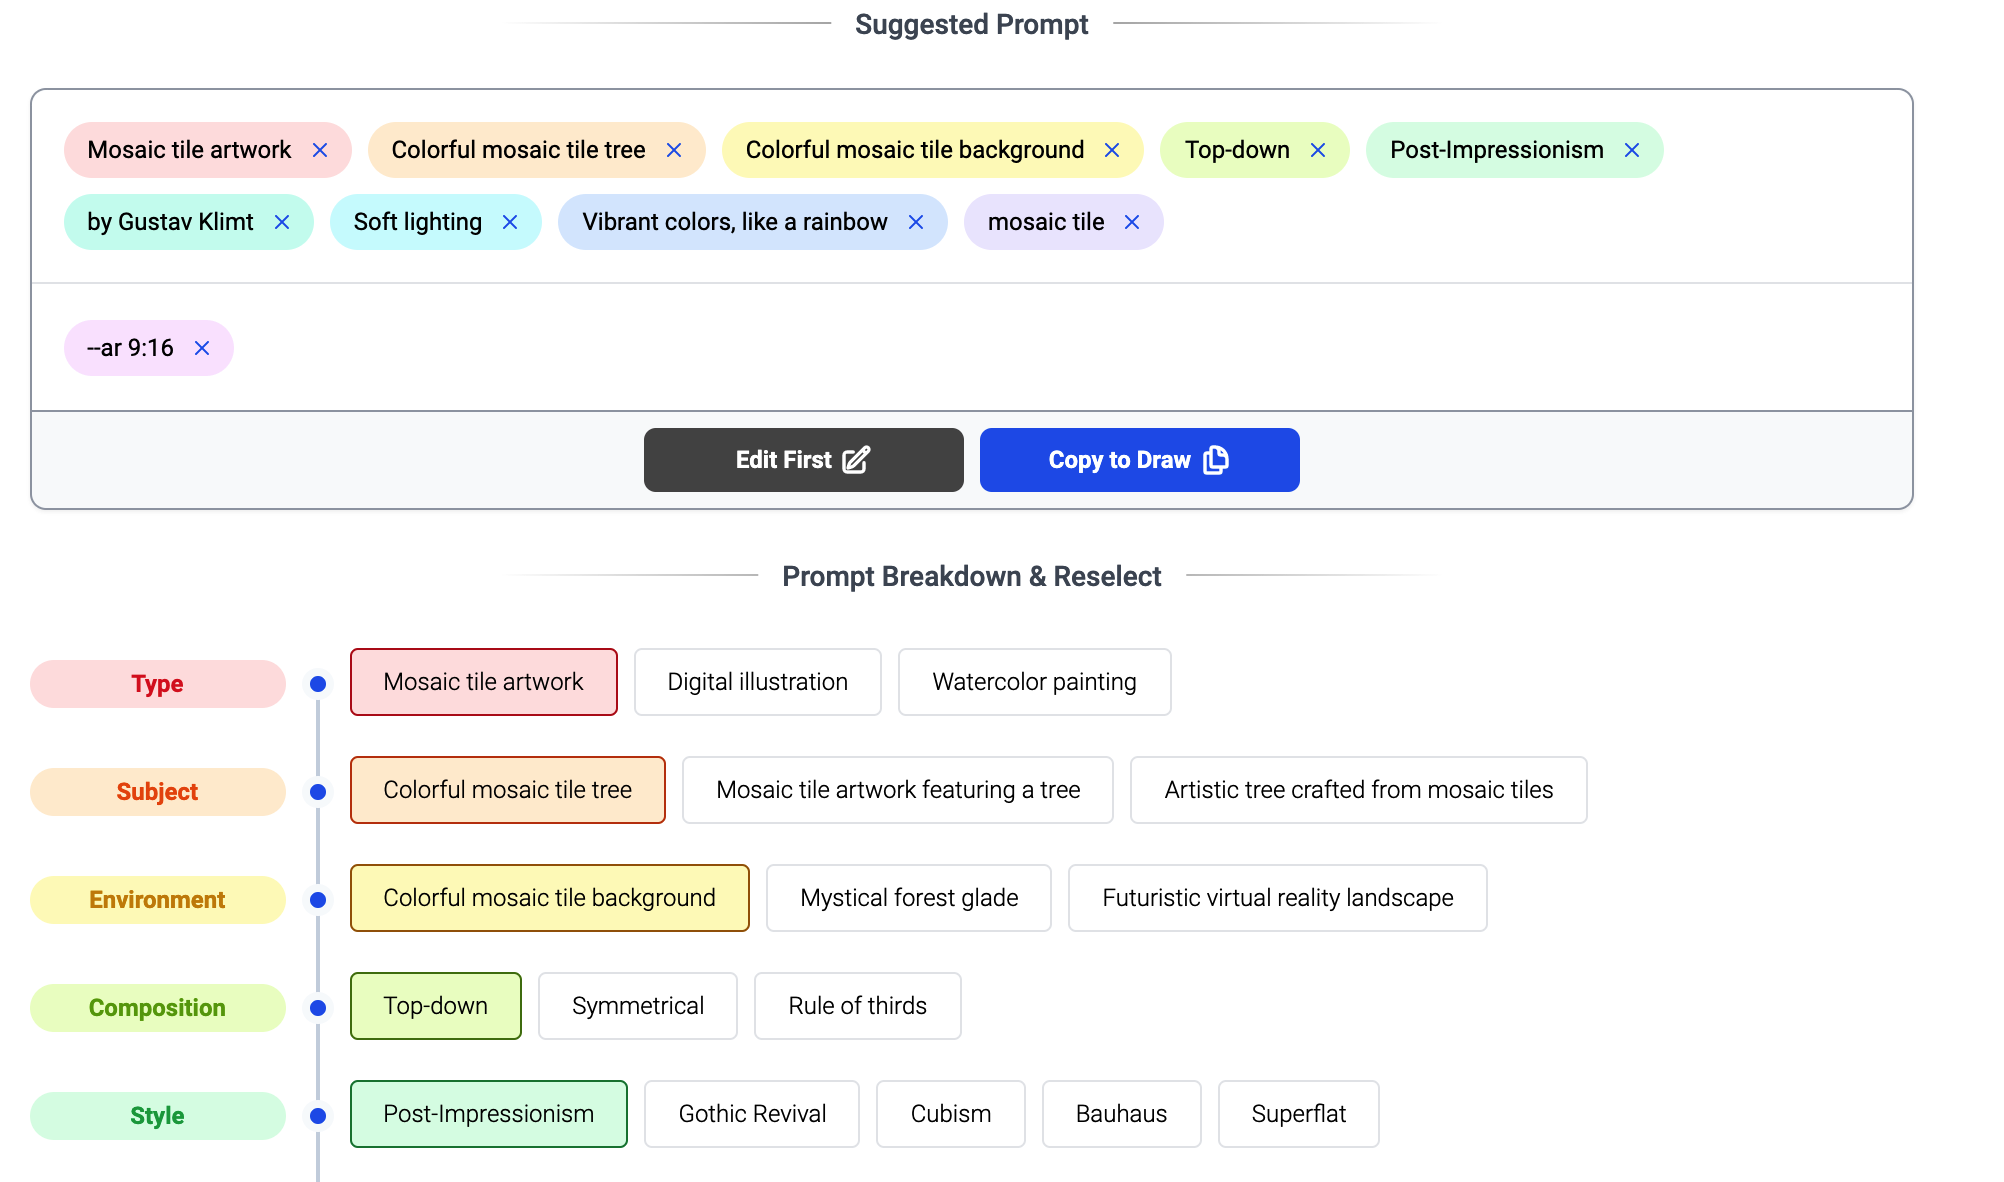 Suggested Prompt
Mosaic tile artwork Colorful mosaic tile tree Colorful mosaic tile background Top-down Post-Impressionism
by Gustav Klimt Soft lighting Vibrant colors, like a rainbow mosaic tile
--ar 9:16
Edit First Copy to Draw
Prompt Breakdown & Reselect
Type Mosaic tile artwork Digital illustration Watercolor painting
Subject Colorful mosaic tile tree Mosaic tile artwork featuring a tree Artistic tree crafted from mosaic tiles
Environment Colorful mosaic tile background Mystical forest glade Futuristic virtual reality landscape
Composition Top-down Symmetrical Rule of thirds
Style Post-Impressionism Gothic Revival Cubism Bauhaus Superflat